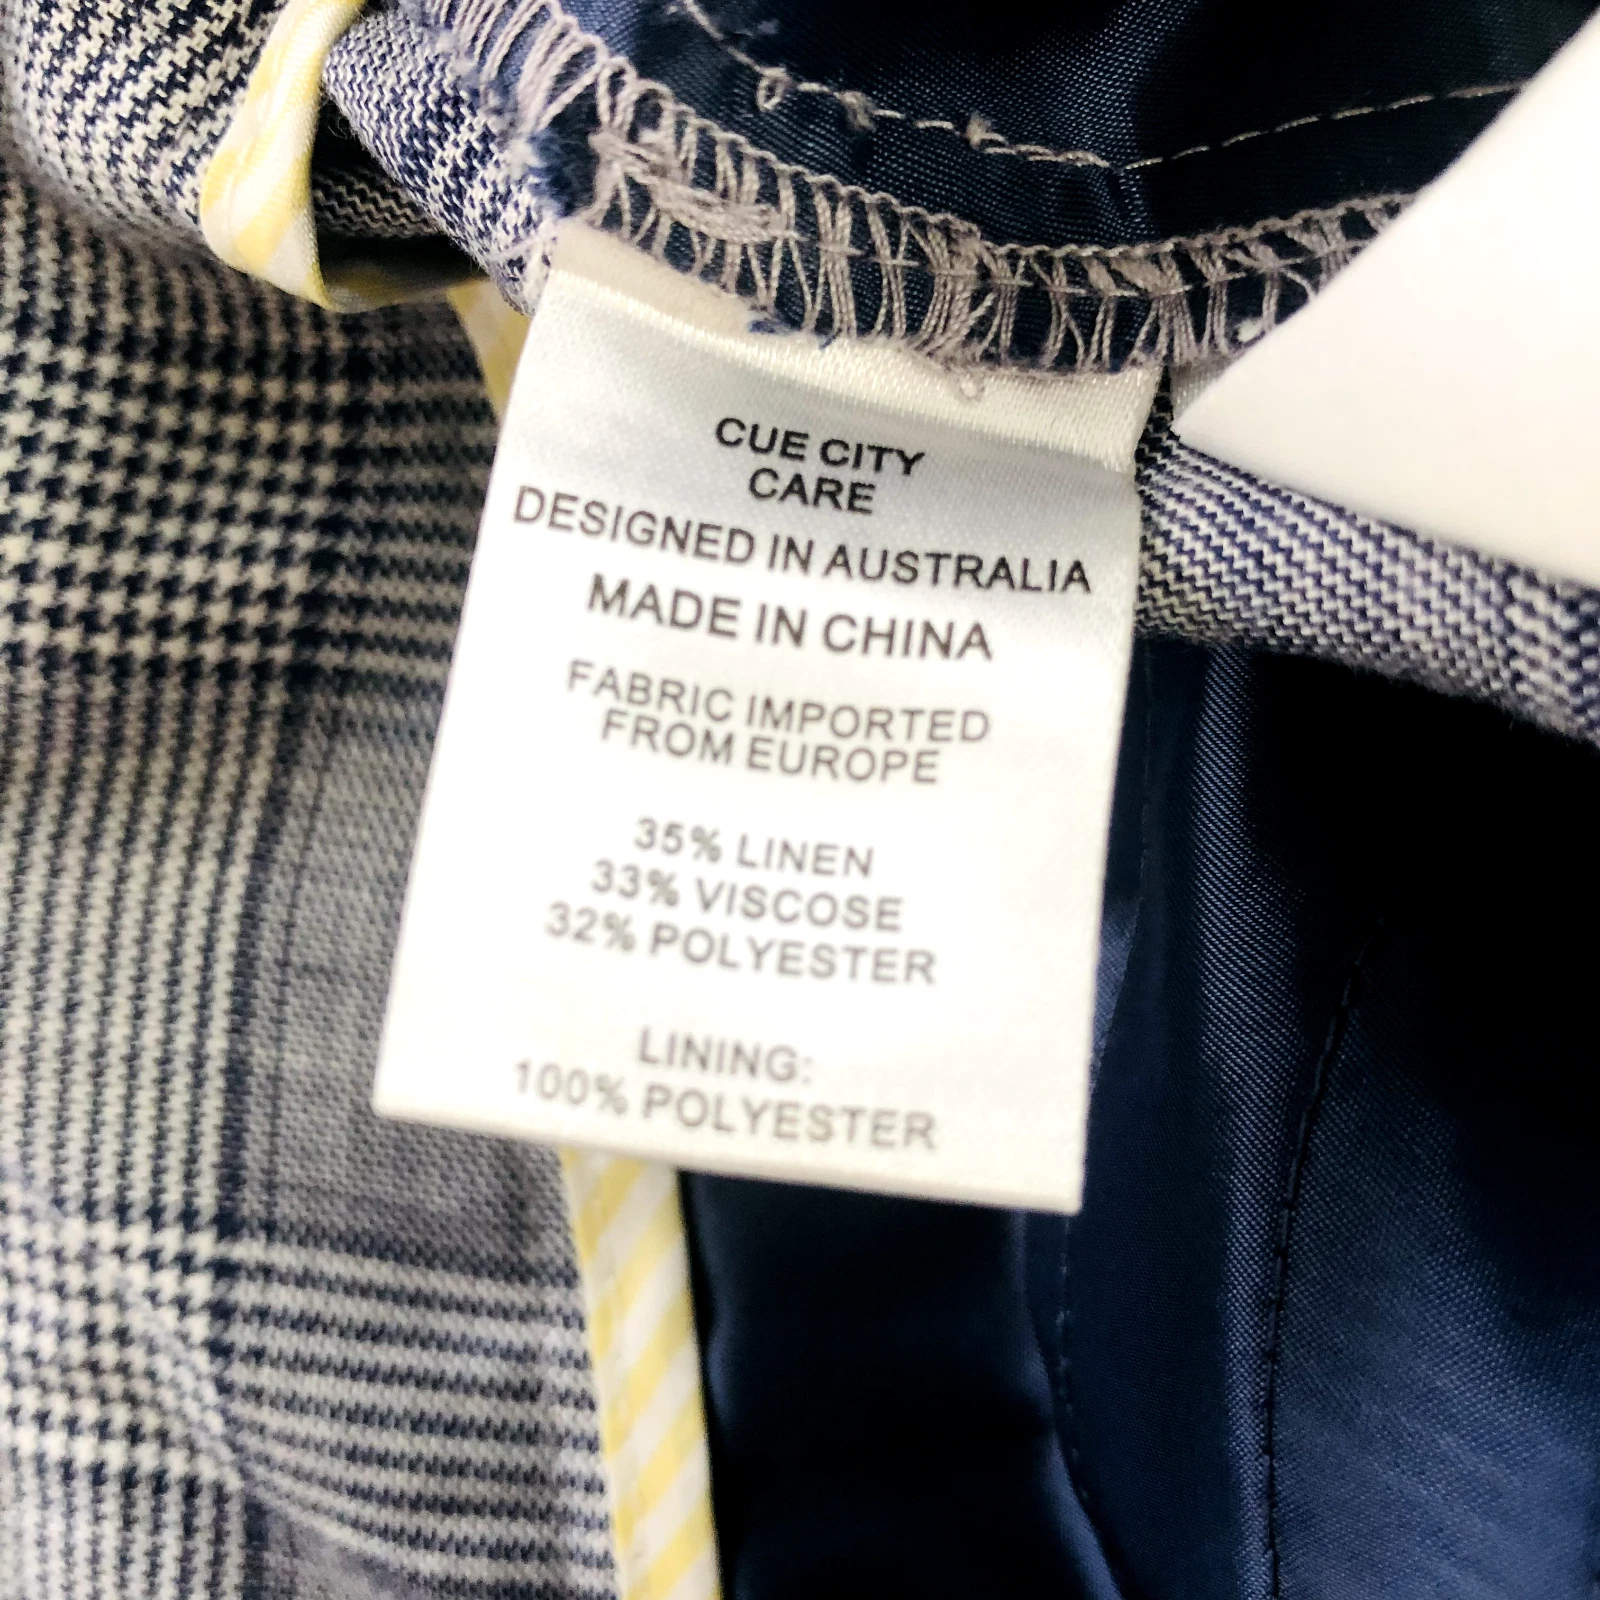 CUE CITY
CARE
DESIGNED IN AUSTRALIA
MADE IN CHINA
FABRIC IMPORTED
FROM EUROPE
35% LINEN
33% VISCOSE
32% POLYESTER
LINING:
100% POLYESTER